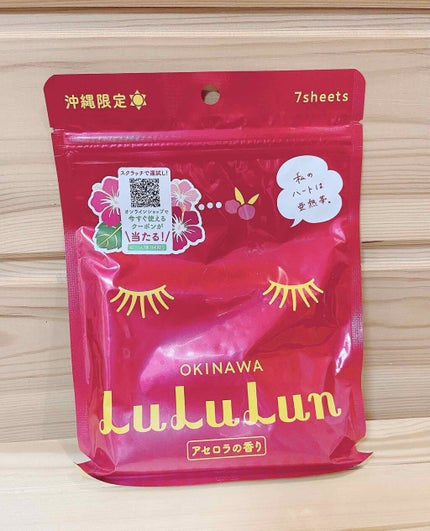 沖縄限定
7sheets
スクラッチで運試し!
オンラインショップで
今すぐ使える
クーポンが
当たる!
私の
ハートは
亜熱帯。
OKINAWA
LuLuLun
アセロラの香り